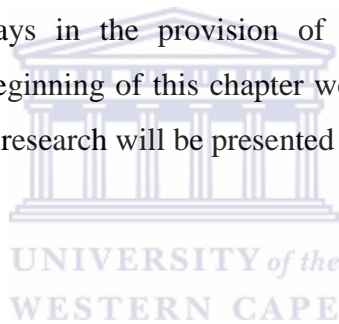 ays in the provision of
eginning of this chapter we
research will be presented
UNIVERSITY of the
WESTERN CAPE